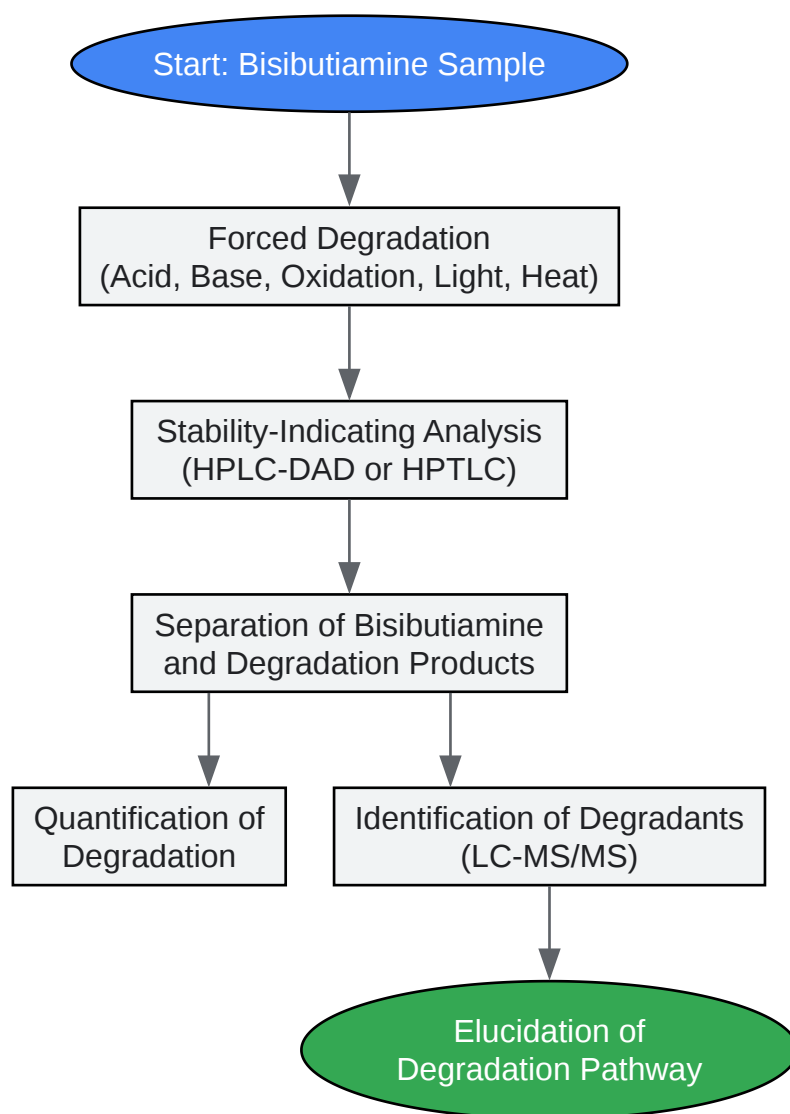 Start: Bisibutiamine Sample
Forced Degradation
(Acid, Base, Oxidation, Light, Heat)
Stability-Indicating Analysis
(HPLC-DAD or HPTLC)
Separation of Bisibutiamine
and Degradation Products
Quantification of
Degradation
Identification of Degradants
(LC-MS/MS)
Elucidation of
Degradation Pathway